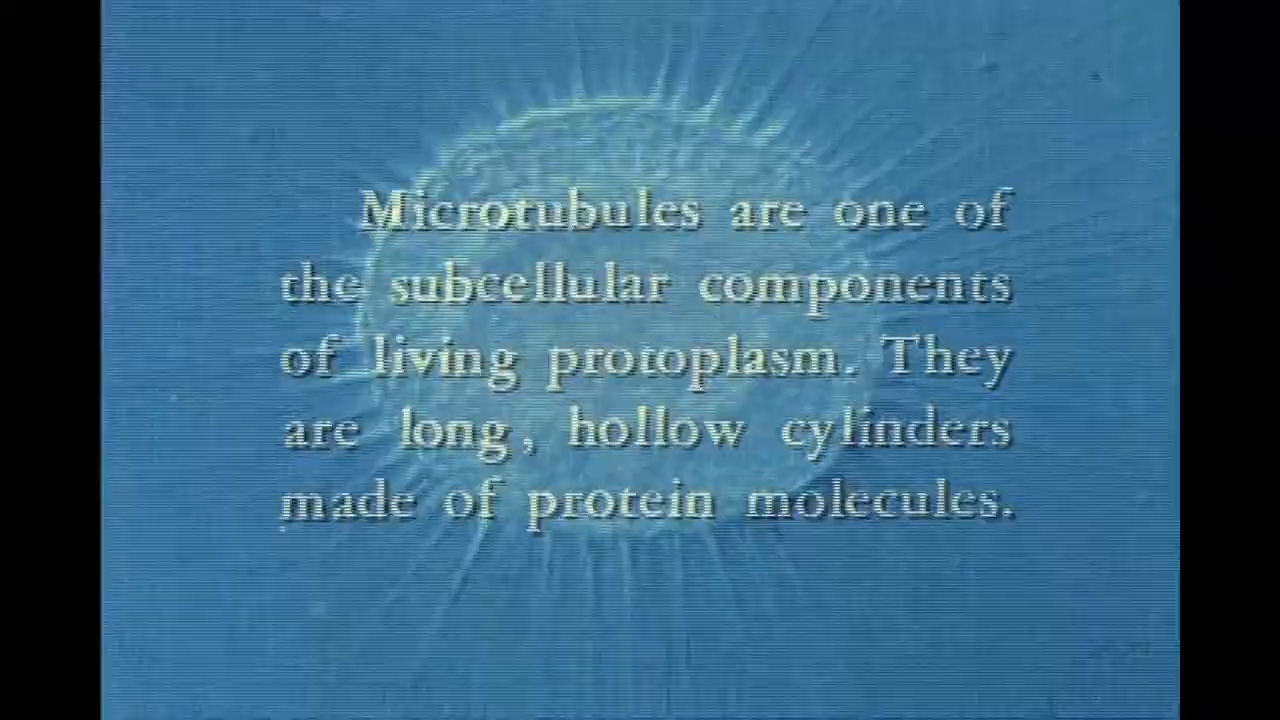 Microtubules are one of
the subcellular components
of living protoplasm. They
are long, hollow cylinders
made of protein molecules.